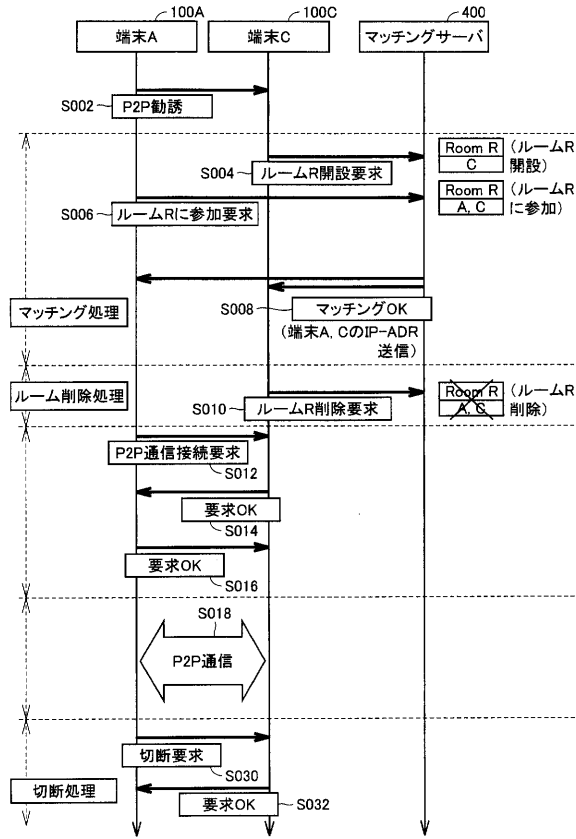 100A
100C
400
端末A
端末C
マッチングサーバ
S002
P2P勧誘
S004
ルームR開設要求
Room R
C
(ルームR
開設)
S006
ルームRに参加要求
Room R
A, C
(ルームR
に参加)
マッチング処理
S008
マッチングOK
(端末A, CのIP-ADR
送信)
ルーム削除処理
S010
ルームR削除要求
Room R
A, C
(ルームR
削除)
P2P通信接続要求
S012
要求OK
S014
要求OK
S016
S018
P2P通信
切断要求
S030
切断処理
要求OK
S032